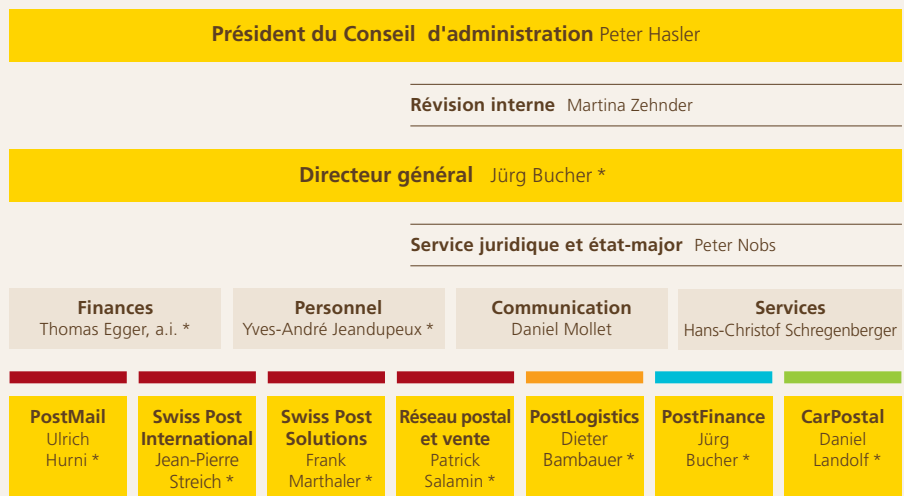 Président du Conseil d'administration Peter Hasler
Révision interne Martina Zehnder
Directeur général Jürg Bucher *
Service juridique et état-major Peter Nobs
Finances
Thomas Egger, a.i. *
Personnel
Yves-André Jeandupeux *
Communication
Daniel Mollet
Services
Hans-Christof Schregenberger
PostMail
Ulrich
Hurni *
Swiss Post
International
Jean-Pierre
Streich *
Swiss Post
Solutions
Frank
Marthaler *
Réseau postal
et vente
Patrick
Salamin *
PostLogistics
Dieter
Bambauer *
PostFinance
Jürg
Bucher *
CarPostal
Daniel
Landolf *